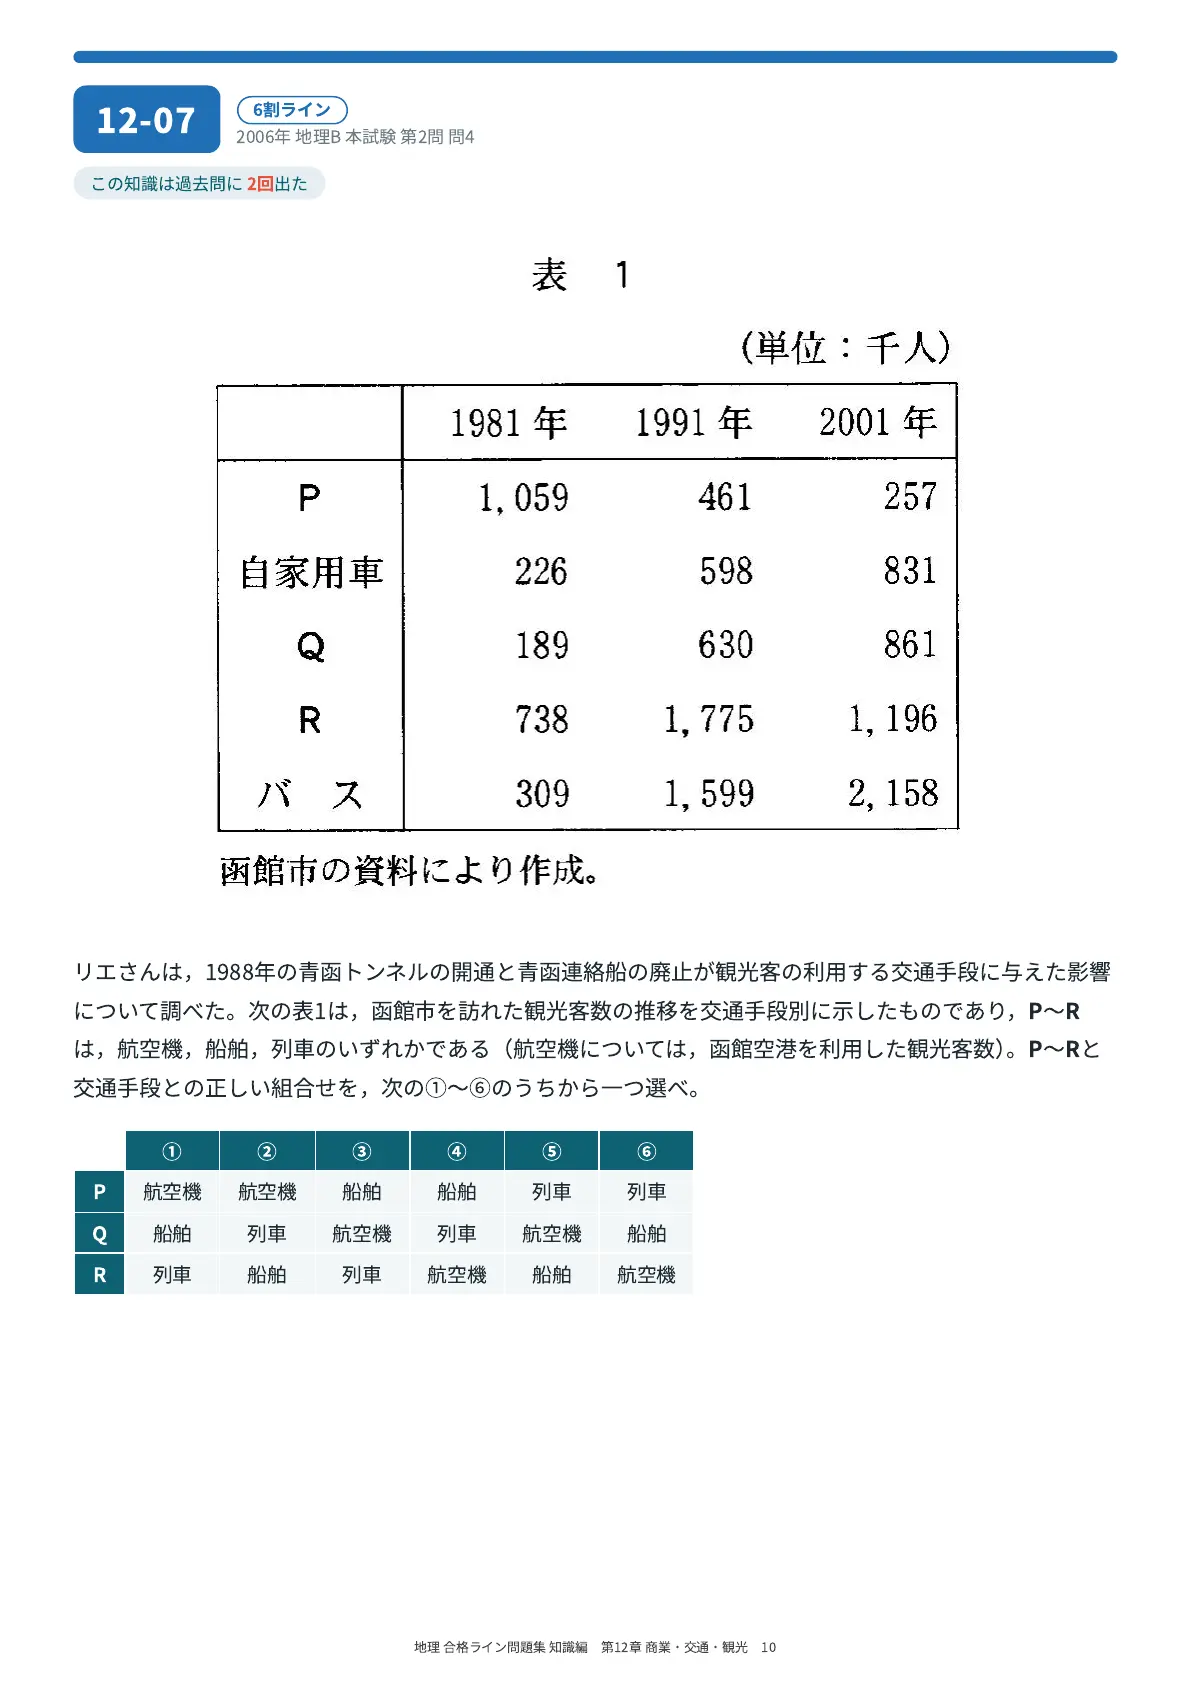 12-07
6割ライン
2006年 地理B 本試験 第2問 問4
この知識は過去問に 2回出た
表 1
(単位：千人)
1981年 1991年 2001年
P 1,059 461 257
自家用車 226 598 831
Q 189 630 861
R 738 1,775 1,196
バス 309 1,599 2,158
函館市の資料により作成。
リエさんは，1988年の青函トンネルの開通と青函連絡船の廃止が観光客の利用する交通手段に与えた影響
について調べた。次の表1は，函館市を訪れた観光客数の推移を交通手段別に示したものであり，P～R
は，航空機，船舶，列車のいずれかである（航空機については，函館空港を利用した観光客数）。P～Rと
交通手段との正しい組合せを，次の①～⑥のうちから一つ選べ。
① ② ③ ④ ⑤ ⑥
P 航空機 航空機 船舶 船舶 列車 列車
Q 船舶 列車 航空機 列車 航空機 船舶
R 列車 船舶 列車 航空機 船舶 航空機
地理 合格ライン問題集 知識編 第12章 商業・交通・観光 10